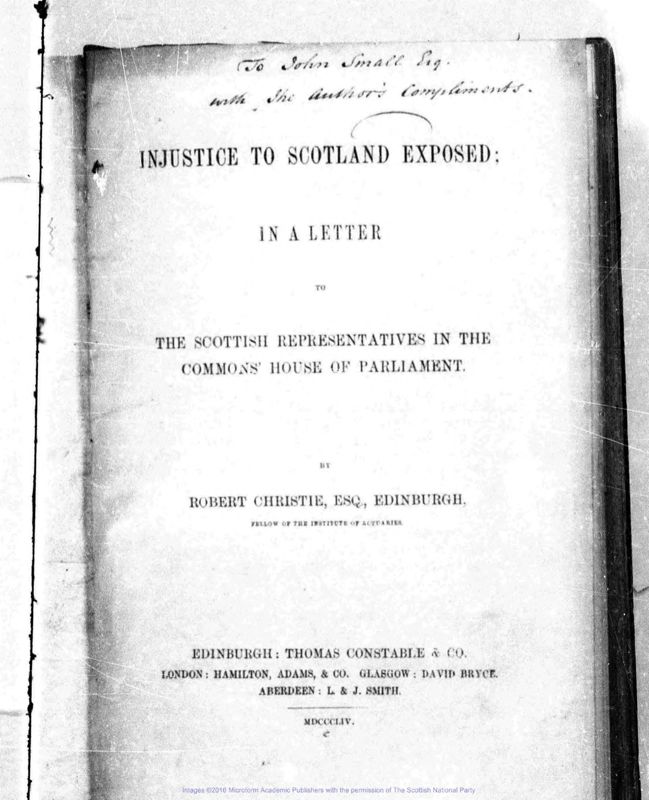 To John Small Esq.
with the Author's Compliments.
INJUSTICE TO SCOTLAND EXPOSED;
IN A LETTER
TO
THE SCOTTISH REPRESENTATIVES IN THE
COMMONS' HOUSE OF PARLIAMENT.
BY
ROBERT CHRISTIE, ESQ., EDINBURGH,
FELLOW OF THE INSTITUTE OF ACTUARIES.
EDINBURGH: THOMAS CONSTABLE & CO.
LONDON: HAMILTON, ADAMS, & CO. GLASGOW: DAVID BRYCE.
ABERDEEN: L. & J. SMITH.
MDCCCLIV.
Images ©2016 Microform Academic Publishers with the permission of The Scottish National Party